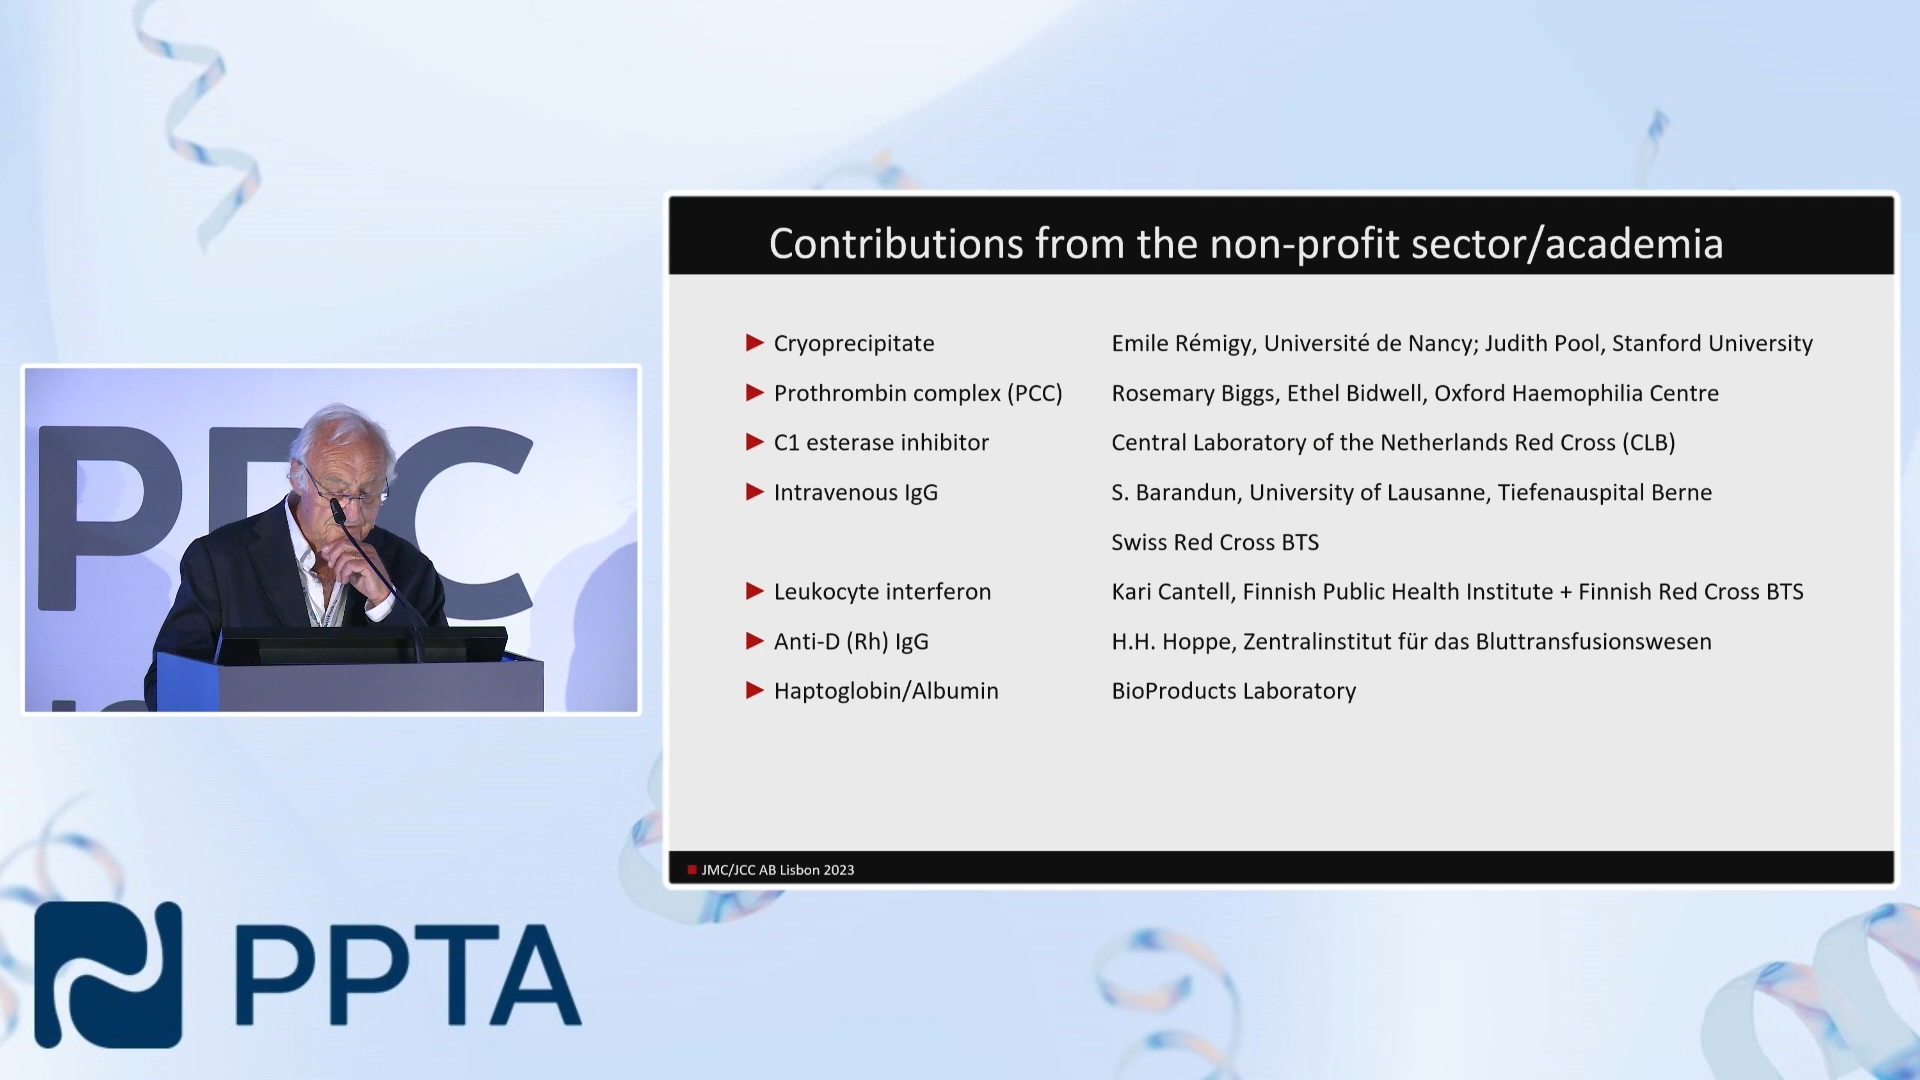 Contributions from the non-profit sector/academia
Cryoprecipitate Emile Rémigy, Université de Nancy; Judith Pool, Stanford University
Prothrombin complex (PCC) Rosemary Biggs, Ethel Bidwell, Oxford Haemophilia Centre
C1 esterase inhibitor Central Laboratory of the Netherlands Red Cross (CLB)
Intravenous IgG S. Barandun, University of Lausanne, Tiefenauspital Berne
Swiss Red Cross BTS
Leukocyte interferon Kari Cantell, Finnish Public Health Institute + Finnish Red Cross BTS
Anti-D (Rh) IgG H.H. Hoppe, Zentralinstitut für das Bluttransfusionswesen
Haptoglobin/Albumin BioProducts Laboratory
JMC/JCC AB Lisbon 2023
PPTA